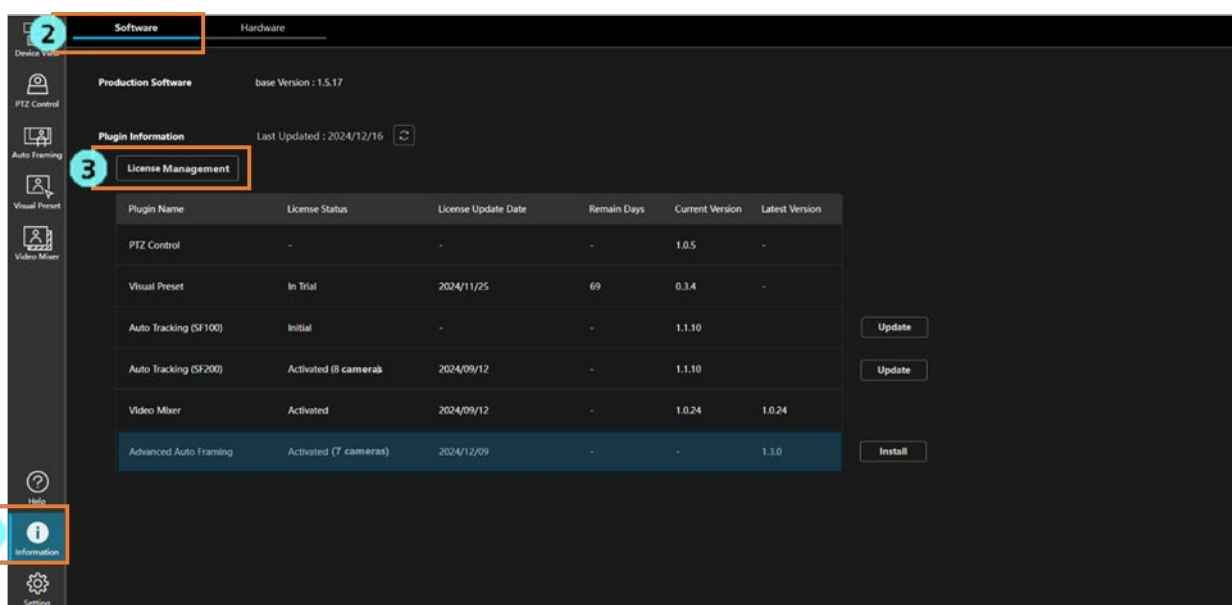 2
Software Hardware
Device View
Production Software base Version : 1.5.17
PTZ Control
Plugin Information Last Updated : 2024/12/16
Auto Framing
3
License Management
Visual Preset
Plugin Name License Status License Update Date Remain Days Current Version Latest Version
Video Mixer
PTZ Control - - - 1.0.5 -
Visual Preset In Trial 2024/11/25 69 0.3.4 -
Auto Tracking (SF100) Initial - - 1.1.10 Update
Auto Tracking (SF200) Activated (8 cameras) 2024/09/12 - 1.1.10 Update
Video Mixer Activated 2024/09/12 - 1.0.24 1.0.24
Advanced Auto Framing Activated (7 cameras) 2024/12/09 - - 1.3.0 Install
Help
Information
Setting